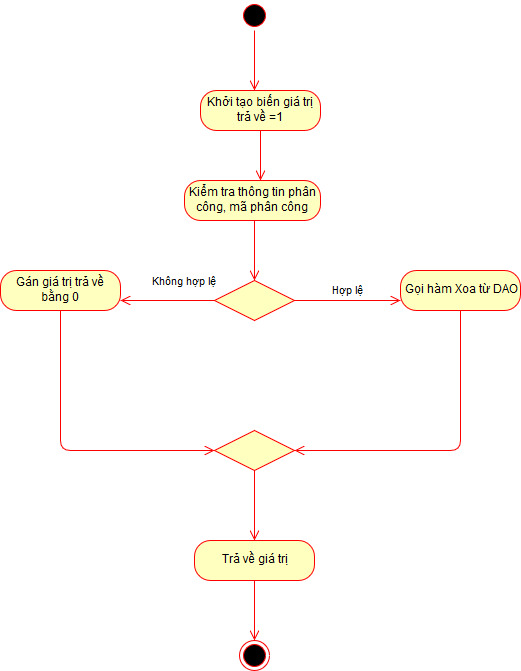 Khởi tạo biến giá trị
trả về =1
Kiểm tra thông tin phân
công, mã phân công
Không hợp lệ
Hợp lệ
Gán giá trị trả về
bằng 0
Gọi hàm Xoa từ DAO
Trả về giá trị